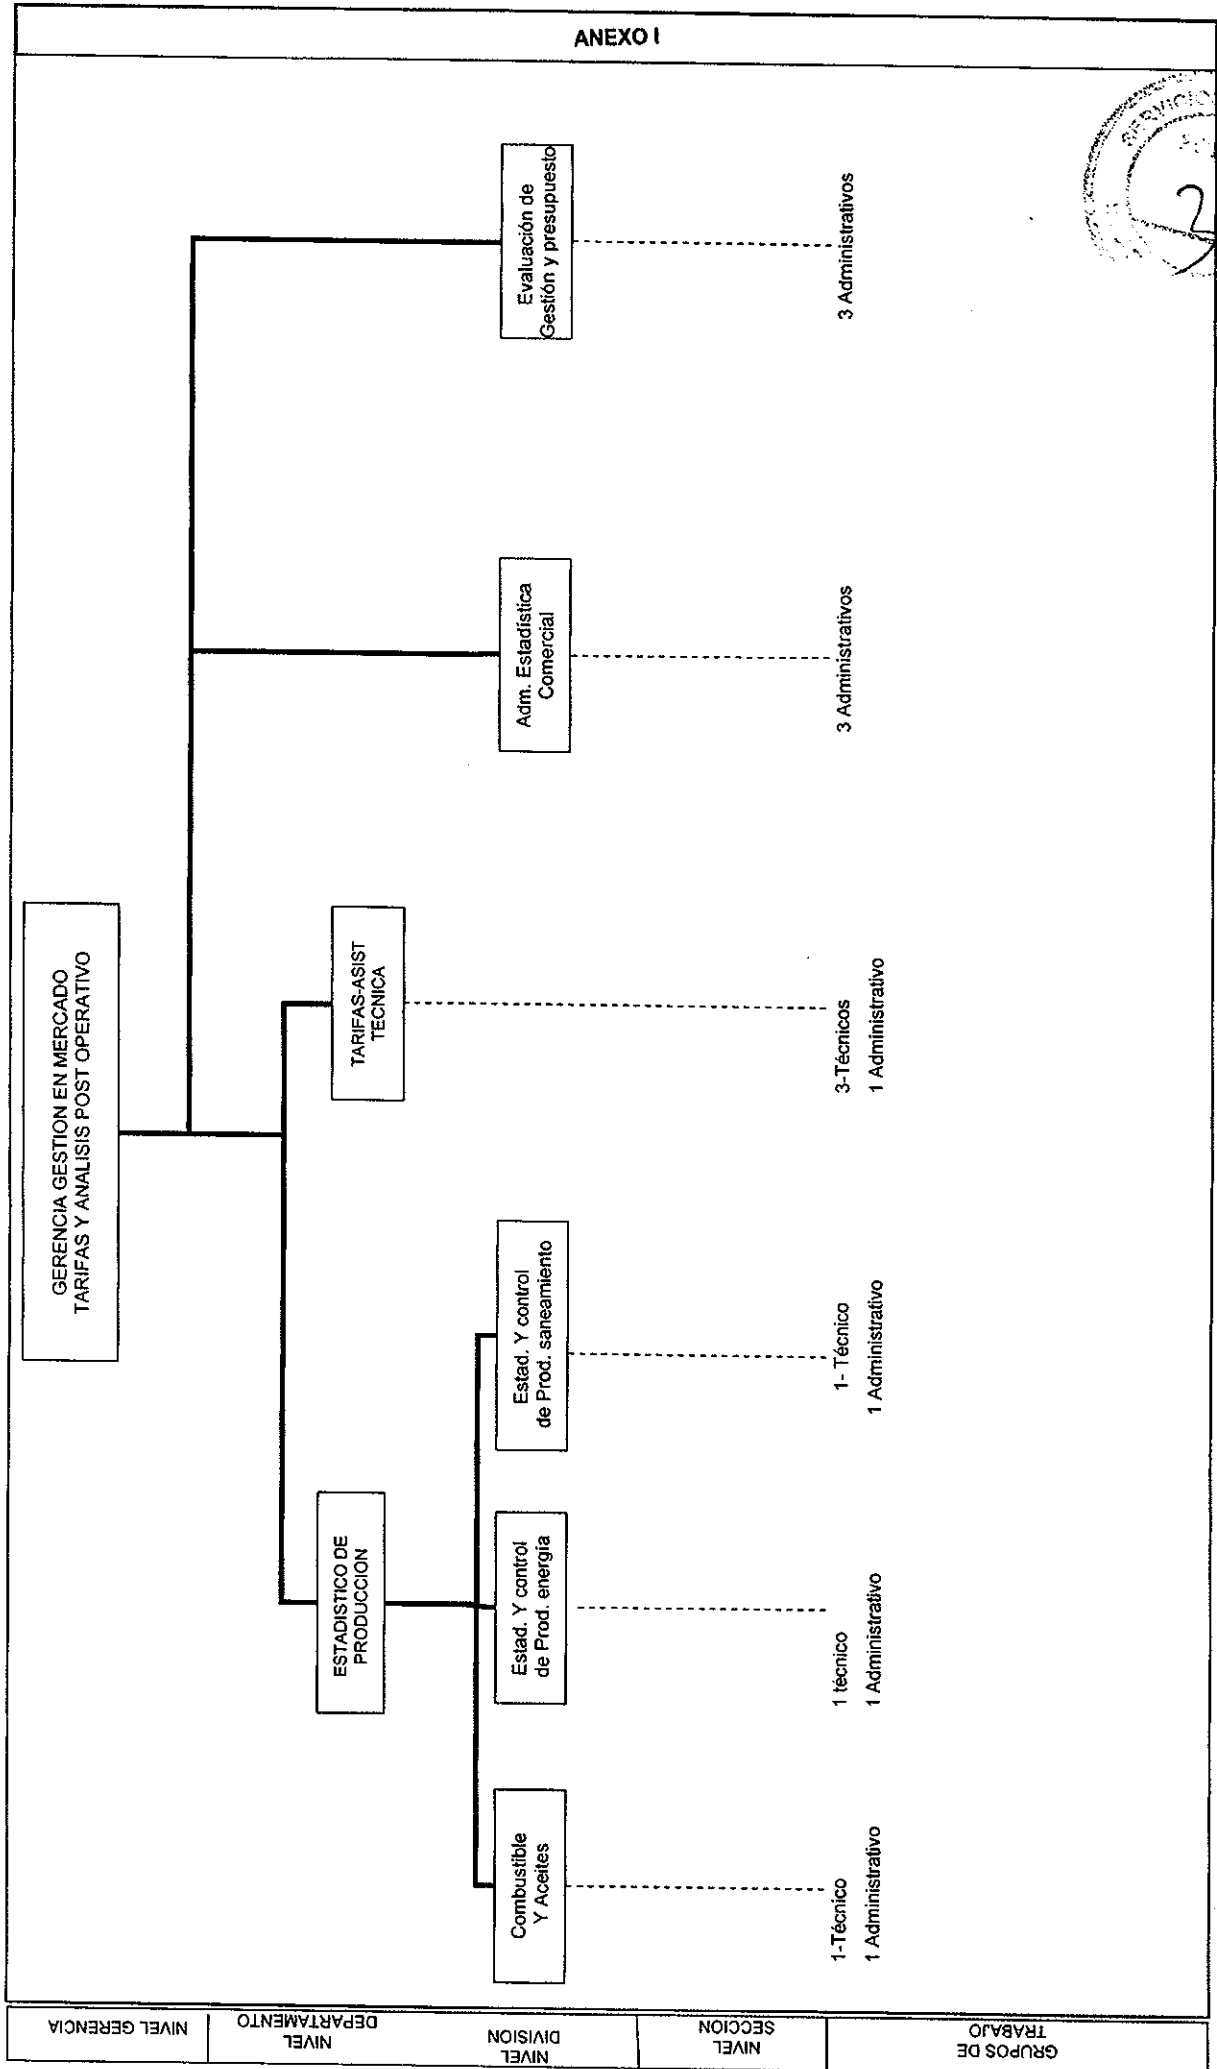 ANEXO I
GERENCIA GESTION EN MERCADO
TARIFAS Y ANALISIS POST OPERATIVO
ESTADISTICO DE
PRODUCCION
TARIFAS-ASIST
TECNICA
Combustible
Y Aceites
Estad. Y control
de Prod. energía
Estad. Y control
de Prod. saneamiento
Adm. Estadística
Comercial
Evaluación de
Gestión y presupuesto
1-Técnico
1 Administrativo
1 técnico
1 Administrativo
1- Técnico
1 Administrativo
3-Técnicos
1 Administrativo
3 Administrativos
3 Administrativos
NIVEL GERENCIA
NIVEL
DEPARTAMENTO
NIVEL
DIVISION
NIVEL
SECCION
GRUPOS DE
TRABAJO